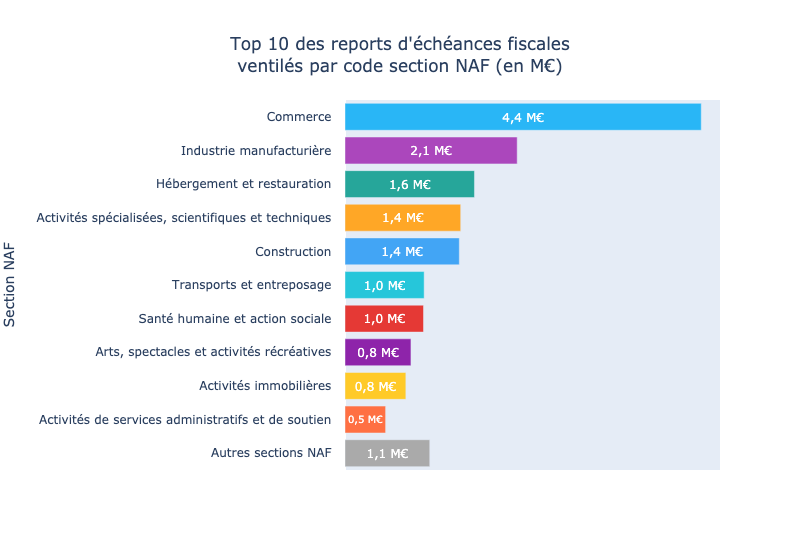 Top 10 des reports d'échéances fiscales
ventilés par code section NAF (en M€)
Section NAF
Commerce 4,4 M€
Industrie manufacturière 2,1 M€
Hébergement et restauration 1,6 M€
Activités spécialisées, scientifiques et techniques 1,4 M€
Construction 1,4 M€
Transports et entreposage 1,0 M€
Santé humaine et action sociale 1,0 M€
Arts, spectacles et activités récréatives 0,8 M€
Activités immobilières 0,8 M€
Activités de services administratifs et de soutien 0,5 M€
Autres sections NAF 1,1 M€